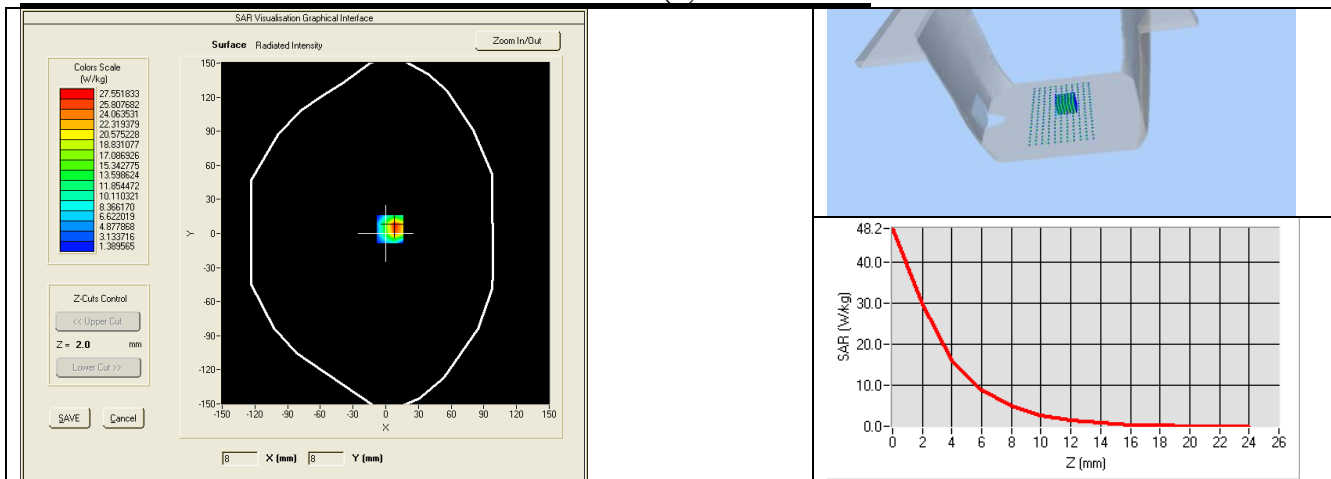 SAR Visualisation Graphical Interface
Surface Radiated Intensity
Zoom In/Out
Colors Scale
(W/kg)
27.551833
25.807682
24.063531
22.319379
20.575228
18.831077
17.086926
15.342775
13.598624
11.854472
10.110321
8.366170
6.622019
4.877868
3.133716
1.389565
Z-Cuts Control
<< Upper Cut
Z = 2.0 mm
Lower Cut >>
SAVE Cancel
150-
120-
90-
60-
30-
0-
-30-
-60-
-90-
-120-
-150-
Y
-150 -120 -90 -60 -30 0 30 60 90 120 150
X
8 X (mm) 8 Y (mm)
48.2-
40.0-
30.0-
20.0-
10.0-
0.0-
SAR (W/kg)
0 2 4 6 8 10 12 14 16 18 20 22 24 26
Z (mm)